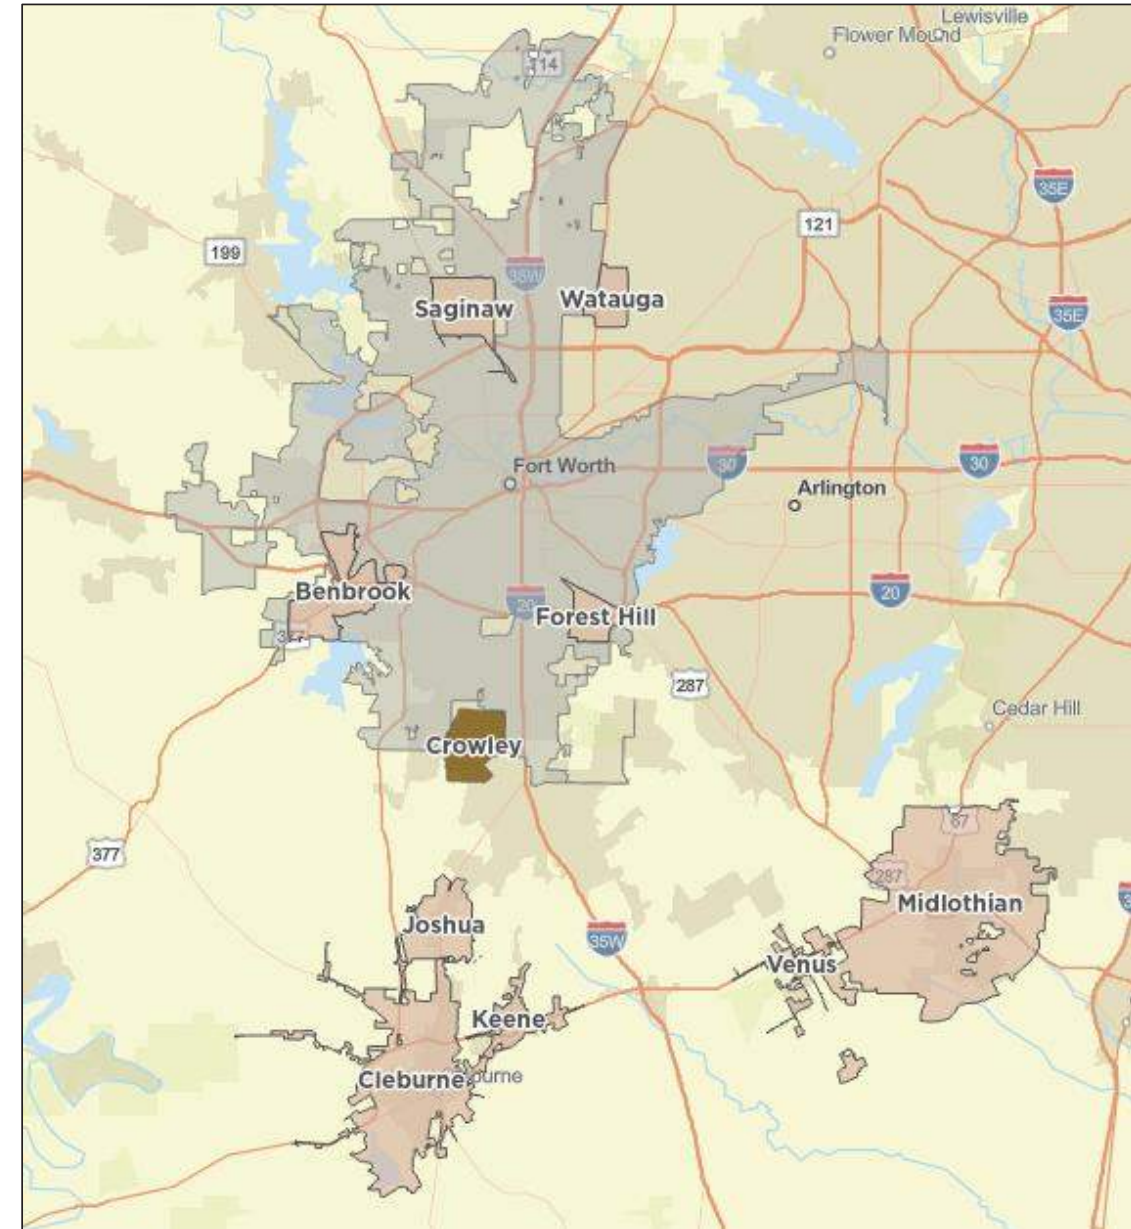 Lewisville
Flower Mound
114
35E
121
199
35W
Saginaw
Watauga
35E
Fort Worth
30
30
Arlington
Benbrook
20
Forest Hill
20
287
Cedar Hill
Crowley
67
377
287
Midlothian
Joshua
35W
Venus
Keene
Cleburne